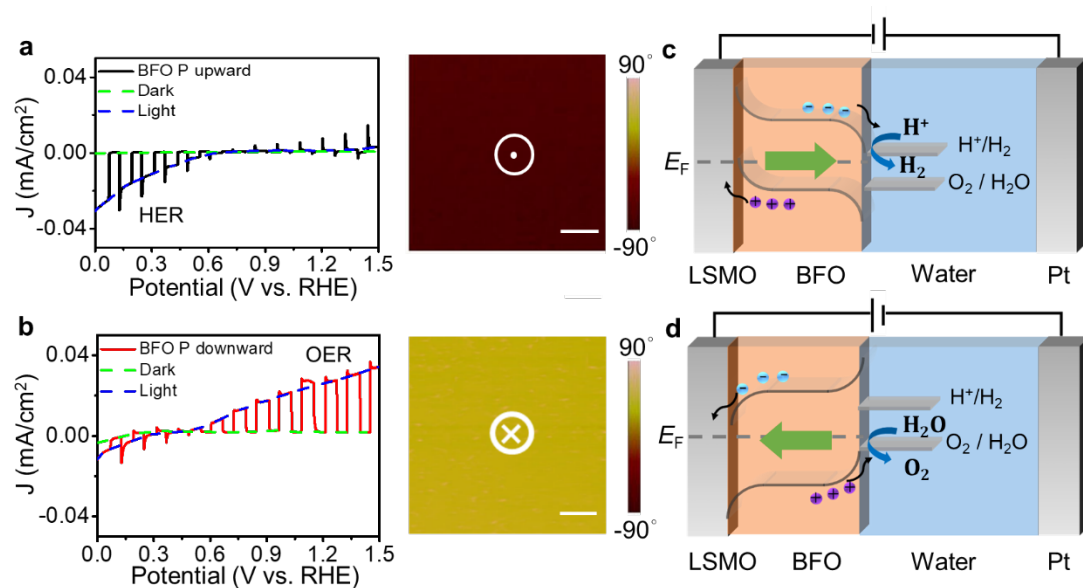 a
0.04
0.00
-0.04
J (mA/cm²)
BFO P upward
Dark
Light
HER
0.0 0.3 0.6 0.9 1.2 1.5
Potential (V vs. RHE)
90°
-90°
c
E_F
H⁺
H₂
H⁺/H₂
O₂ / H₂O
LSMO BFO Water Pt
b
0.04
0.00
-0.04
J (mA/cm²)
BFO P downward
Dark
Light
OER
0.0 0.3 0.6 0.9 1.2 1.5
Potential (V vs. RHE)
90°
-90°
d
E_F
H⁺/H₂
H₂O
O₂ / H₂O
O₂
LSMO BFO Water Pt